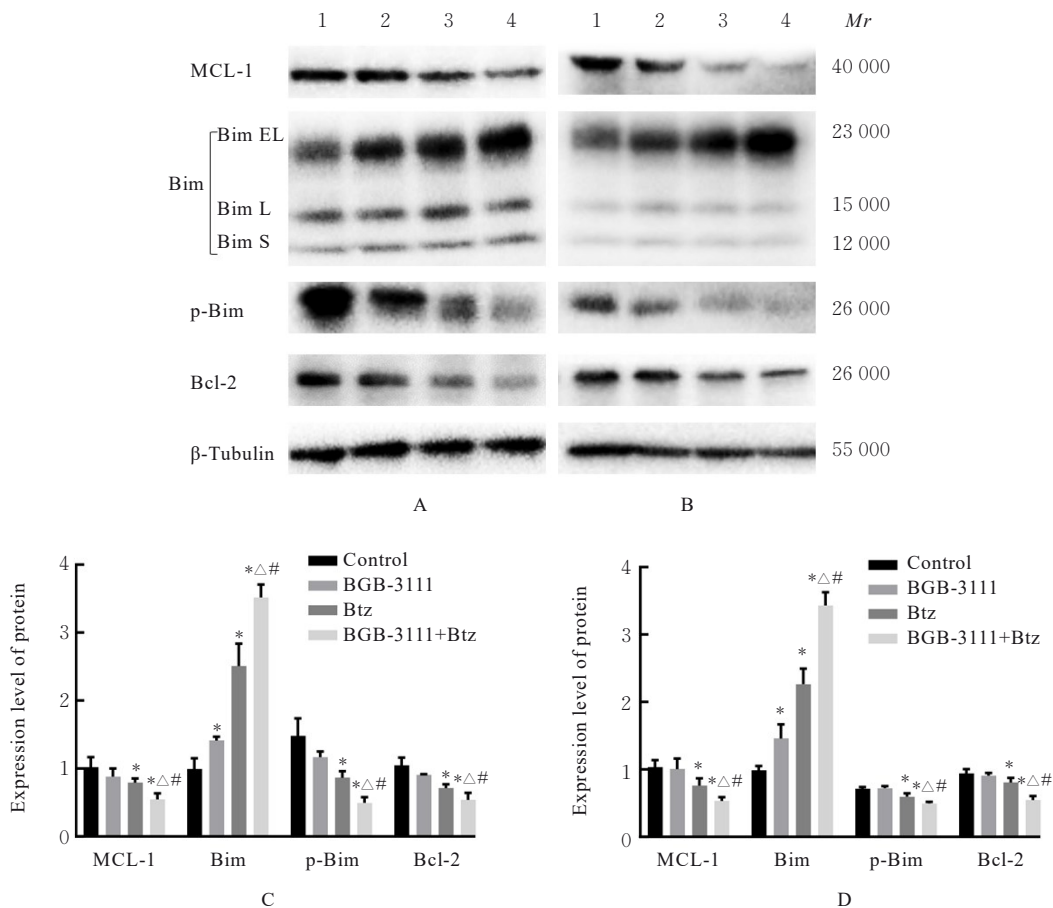 1 2 3 4 1 2 3 4 Mr
MCL-1 40 000
Bim EL 23 000
Bim
Bim L 15 000
Bim S 12 000
p-Bim 26 000
Bcl-2 26 000
β-Tubulin 55 000
A B
Expression level of protein
4
3
2
1
0
Control
BGB-3111
Btz
BGB-3111+Btz
*
*△#
*
*
*△#
*
*△#
*
*△#
MCL-1 Bim p-Bim Bcl-2
C
Expression level of protein
4
3
2
1
0
Control
BGB-3111
Btz
BGB-3111+Btz
*
*△#
*
*
*△#
*
*△#
*
*△#
MCL-1 Bim p-Bim Bcl-2
D